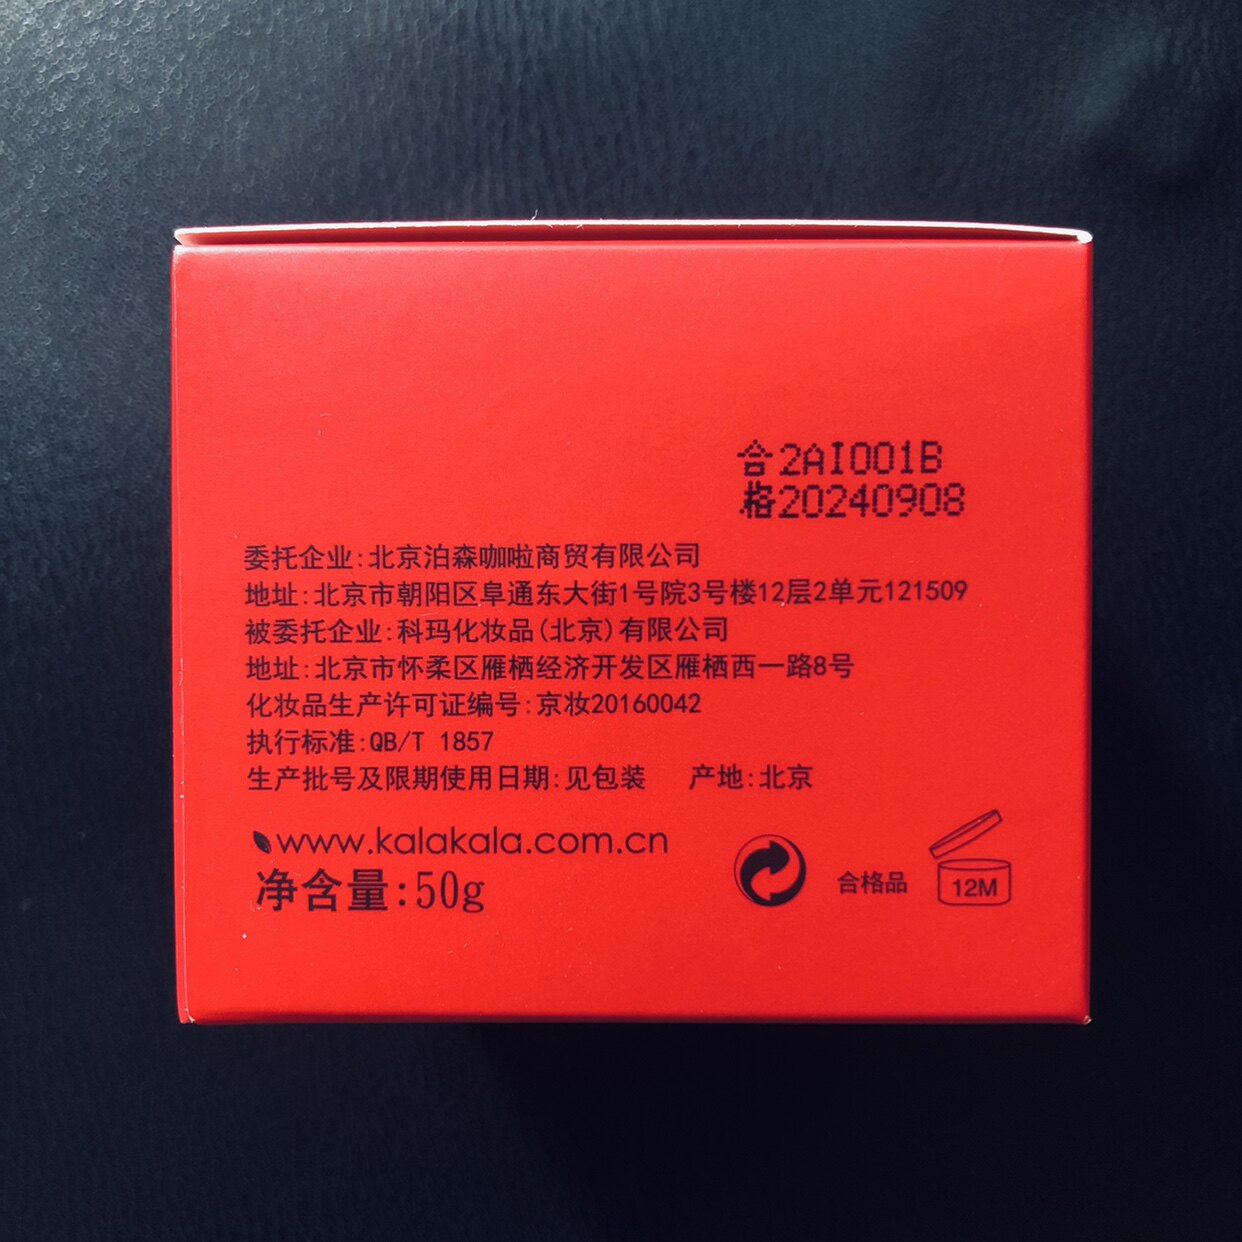 合2AI001B
格20240908
委托企业:北京泊森咖啦商贸有限公司
地址:北京市朝阳区阜通东大街1号院3号楼12层2单元121509
被委托企业:科玛化妆品(北京)有限公司
地址:北京市怀柔区雁栖经济开发区雁栖西一路8号
化妆品生产许可证编号:京妆20160042
执行标准:QB/T 1857
生产批号及限期使用日期:见包装 产地:北京
www.kalakala.com.cn
净含量:50g
合格品
12M